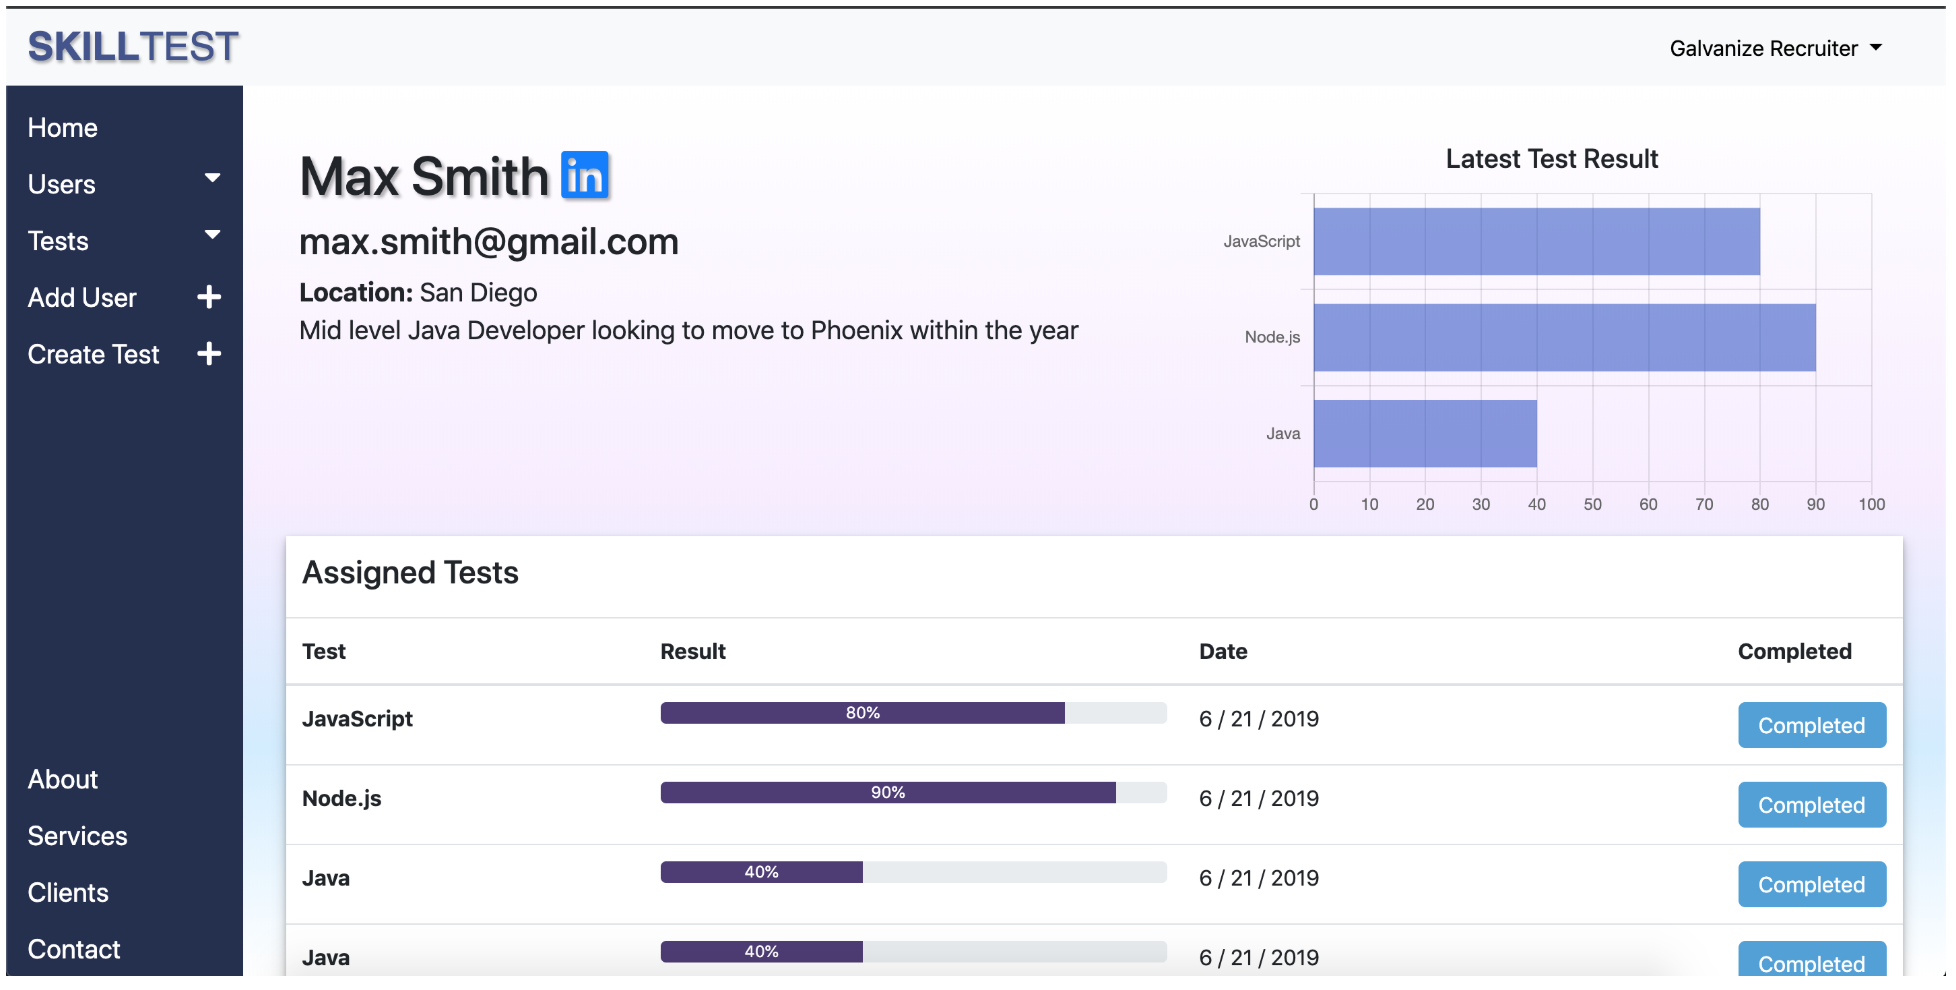 SKILLTEST
Galvanize Recruiter
Home
Users
Tests
Add User
Create Test
About
Services
Clients
Contact
Max Smith in
max.smith@gmail.com
Location: San Diego
Mid level Java Developer looking to move to Phoenix within the year
Latest Test Result
JavaScript
Node.js
Java
0 10 20 30 40 50 60 70 80 90 100
Assigned Tests
Test Result Date Completed
JavaScript 80% 6 / 21 / 2019 Completed
Node.js 90% 6 / 21 / 2019 Completed
Java 40% 6 / 21 / 2019 Completed
Java 40% 6 / 21 / 2019 Completed